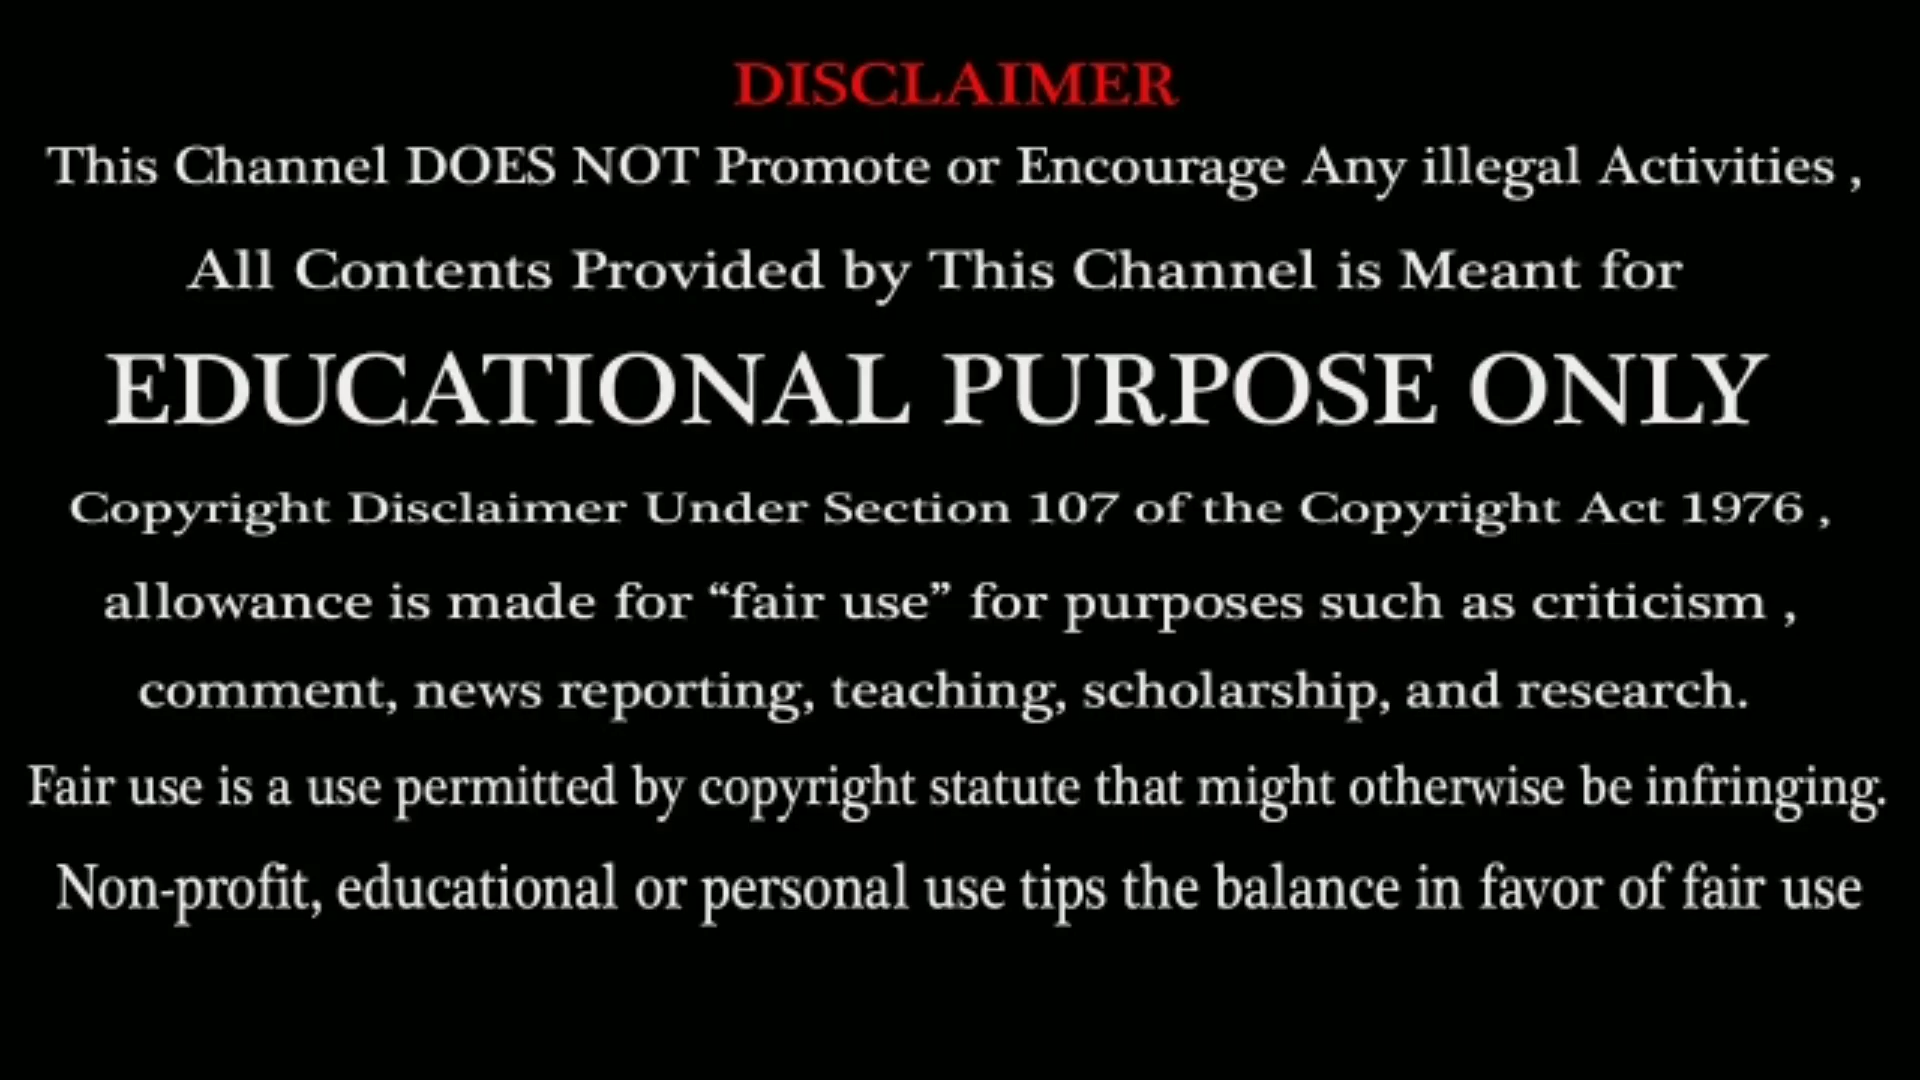 DISCLAIMER
This Channel DOES NOT Promote or Encourage Any illegal Activities ,
All Contents Provided by This Channel is Meant for
EDUCATIONAL PURPOSE ONLY
Copyright Disclaimer Under Section 107 of the Copyright Act 1976 ,
allowance is made for “fair use” for purposes such as criticism ,
comment, news reporting, teaching, scholarship, and research.
Fair use is a use permitted by copyright statute that might otherwise be infringing.
Non-profit, educational or personal use tips the balance in favor of fair use